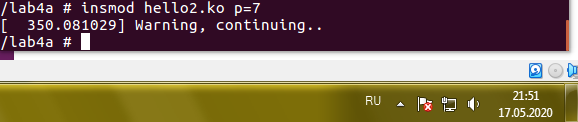 /lab4a # insmod hello2.ko p=7
[  350.081029] Warning, continuing..
/lab4a #
RU
21:51
17.05.2020